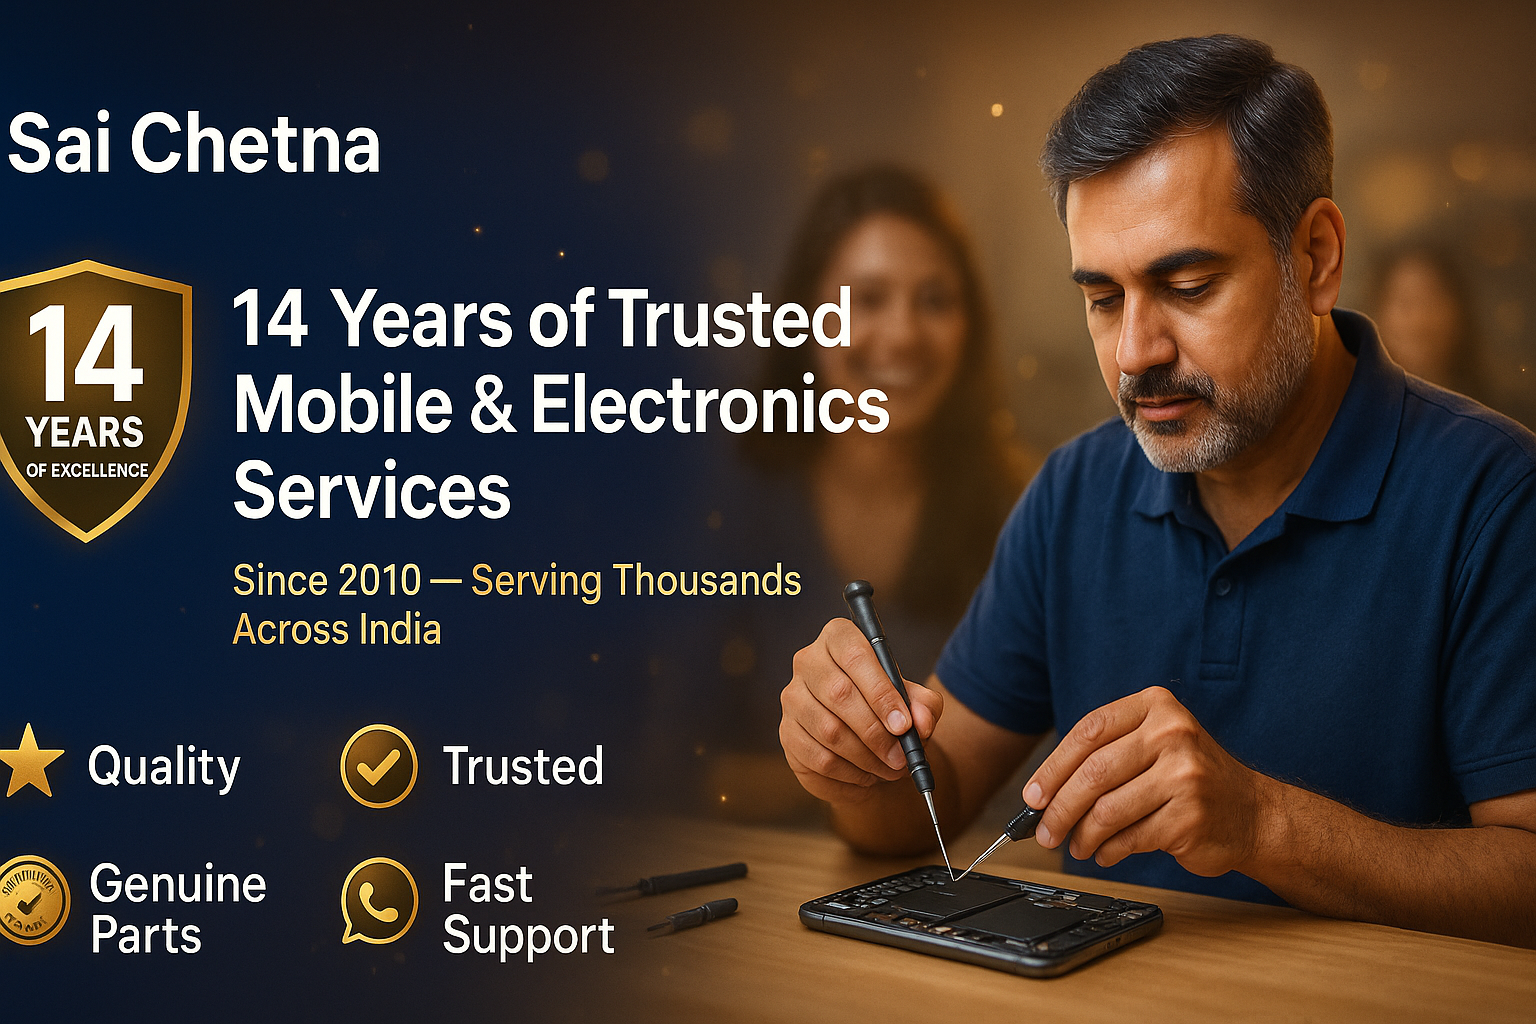 Sai Chetna
14
YEARS
OF EXCELLENCE
14 Years of Trusted
Mobile & Electronics
Services
Since 2010 — Serving Thousands
Across India
Quality
Trusted
Genuine
Parts
Fast
Support